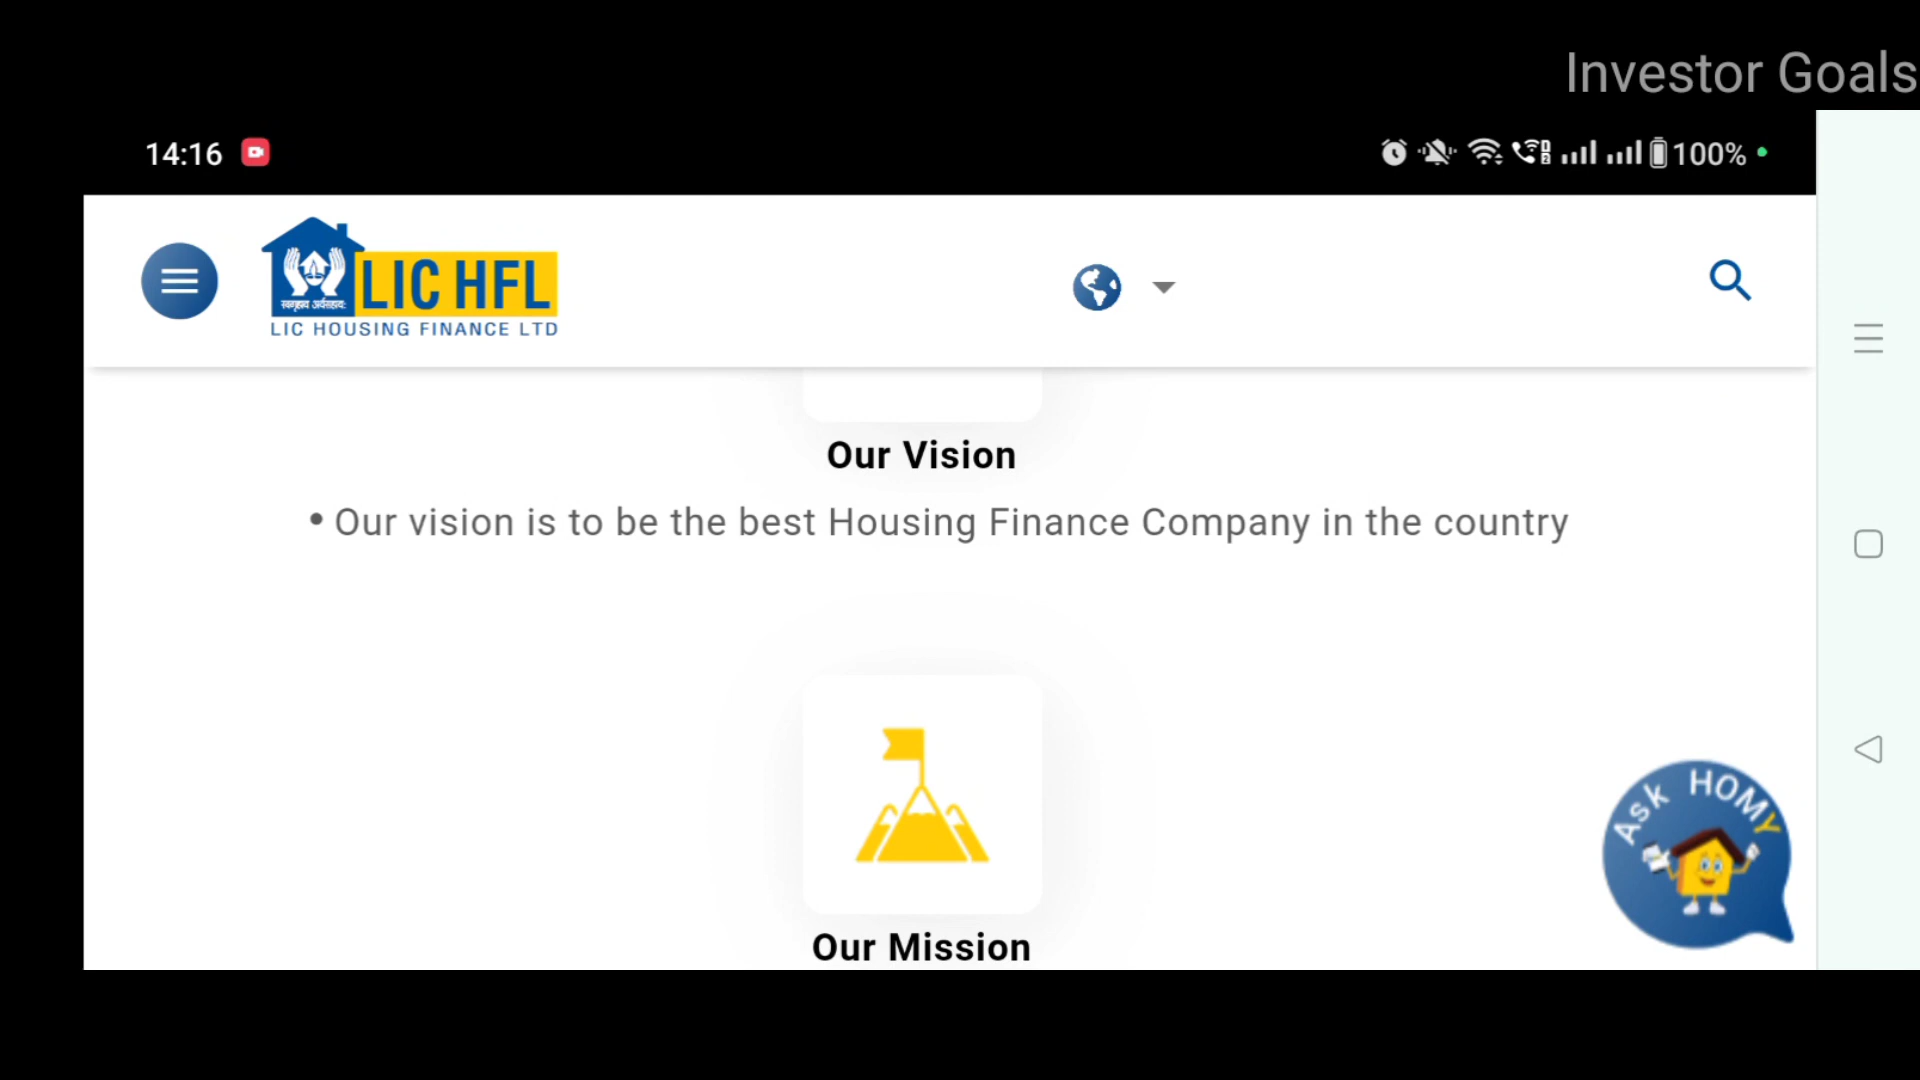 Investor Goals
14:16
100%
LIC HFL
LIC HOUSING FINANCE LTD
Our Vision
• Our vision is to be the best Housing Finance Company in the country
Ask HOMY
Our Mission